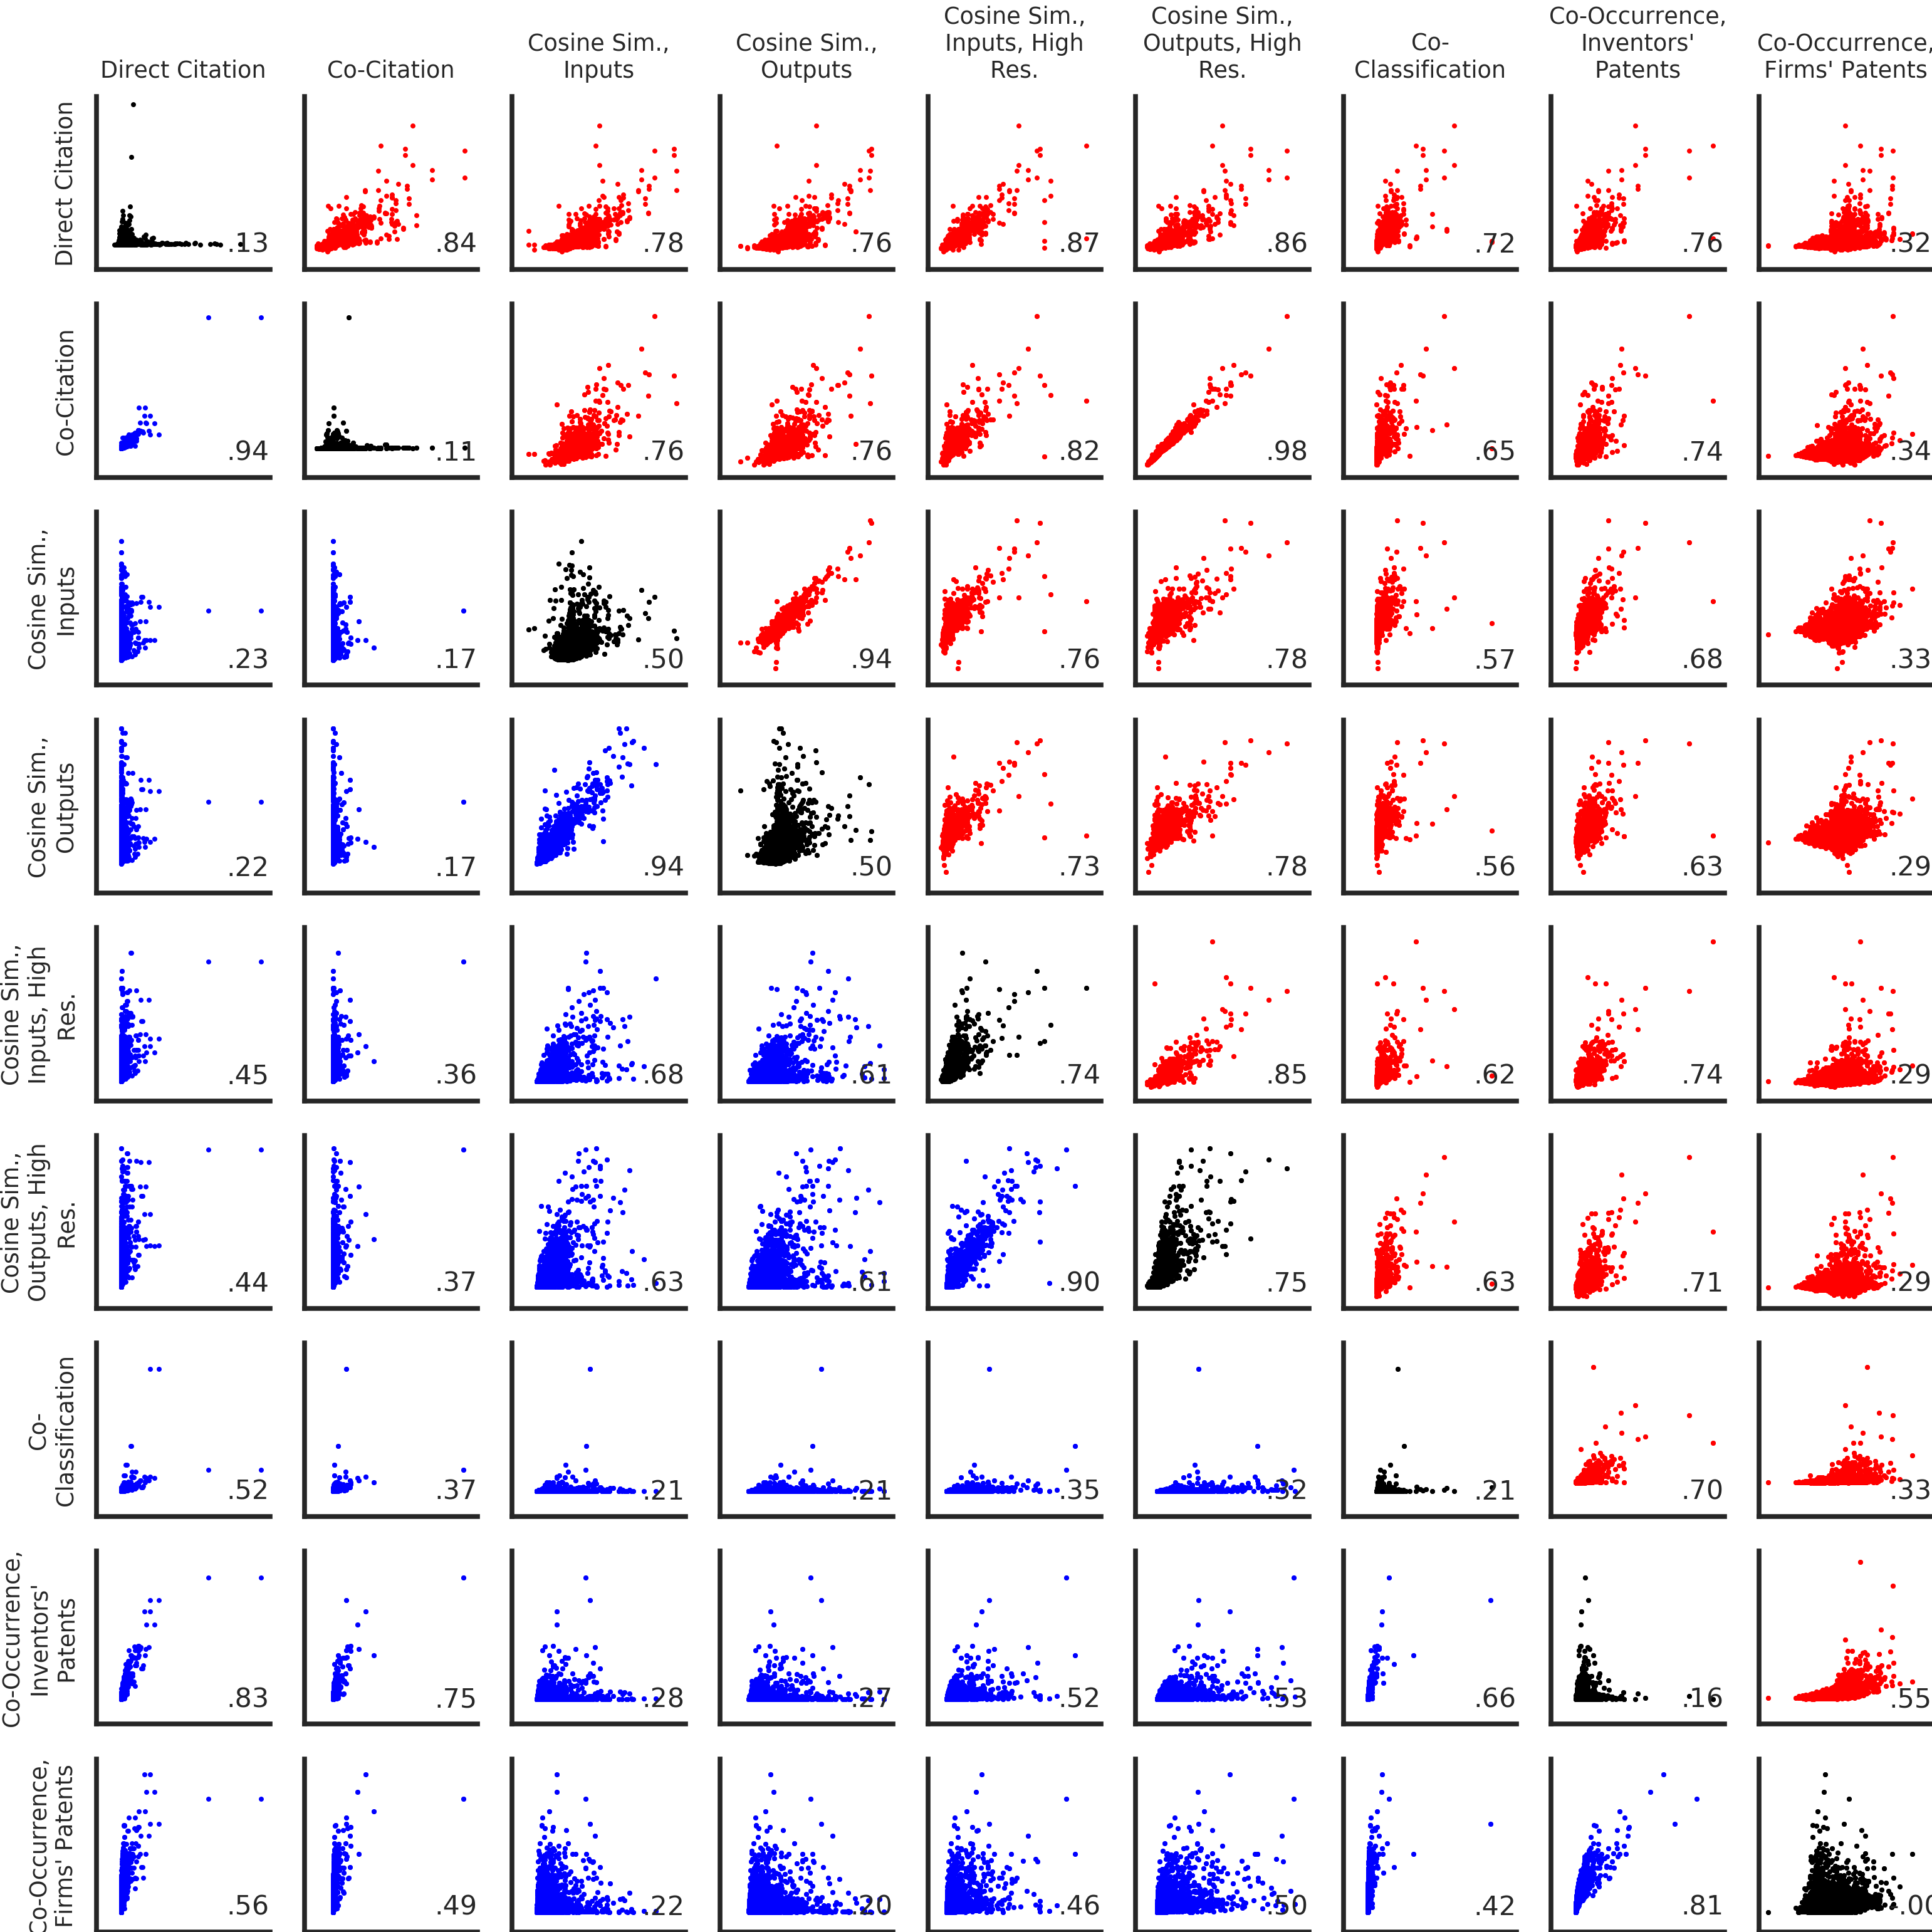 Direct Citation
Co-Citation
Cosine Sim.,
Inputs
Cosine Sim.,
Outputs
Cosine Sim.,
Inputs, High
Res.
Cosine Sim.,
Outputs, High
Res.
Co-
Classification
Co-Occurrence,
Inventors'
Patents
Co-Occurrence,
Firms' Patents
Direct Citation
.13 .84 .78 .76 .87 .86 .72 .76 .32
Co-Citation
.94 .11 .76 .76 .82 .98 .65 .74 .34
Cosine Sim.,
Inputs
.23 .17 .50 .94 .76 .78 .57 .68 .33
Cosine Sim.,
Outputs
.22 .17 .94 .50 .73 .78 .56 .63 .29
Cosine Sim.,
Inputs, High
Res.
.45 .36 .68 .61 .74 .85 .62 .74 .29
Cosine Sim.,
Outputs, High
Res.
.44 .37 .63 .61 .90 .75 .63 .71 .29
Co-
Classification
.52 .37 .21 .21 .35 .32 .21 .70 .33
Co-Occurrence,
Inventors'
Patents
.83 .75 .28 .27 .52 .53 .66 .16 .55
Co-Occurrence,
Firms' Patents
.56 .49 .22 .20 .46 .50 .42 .81